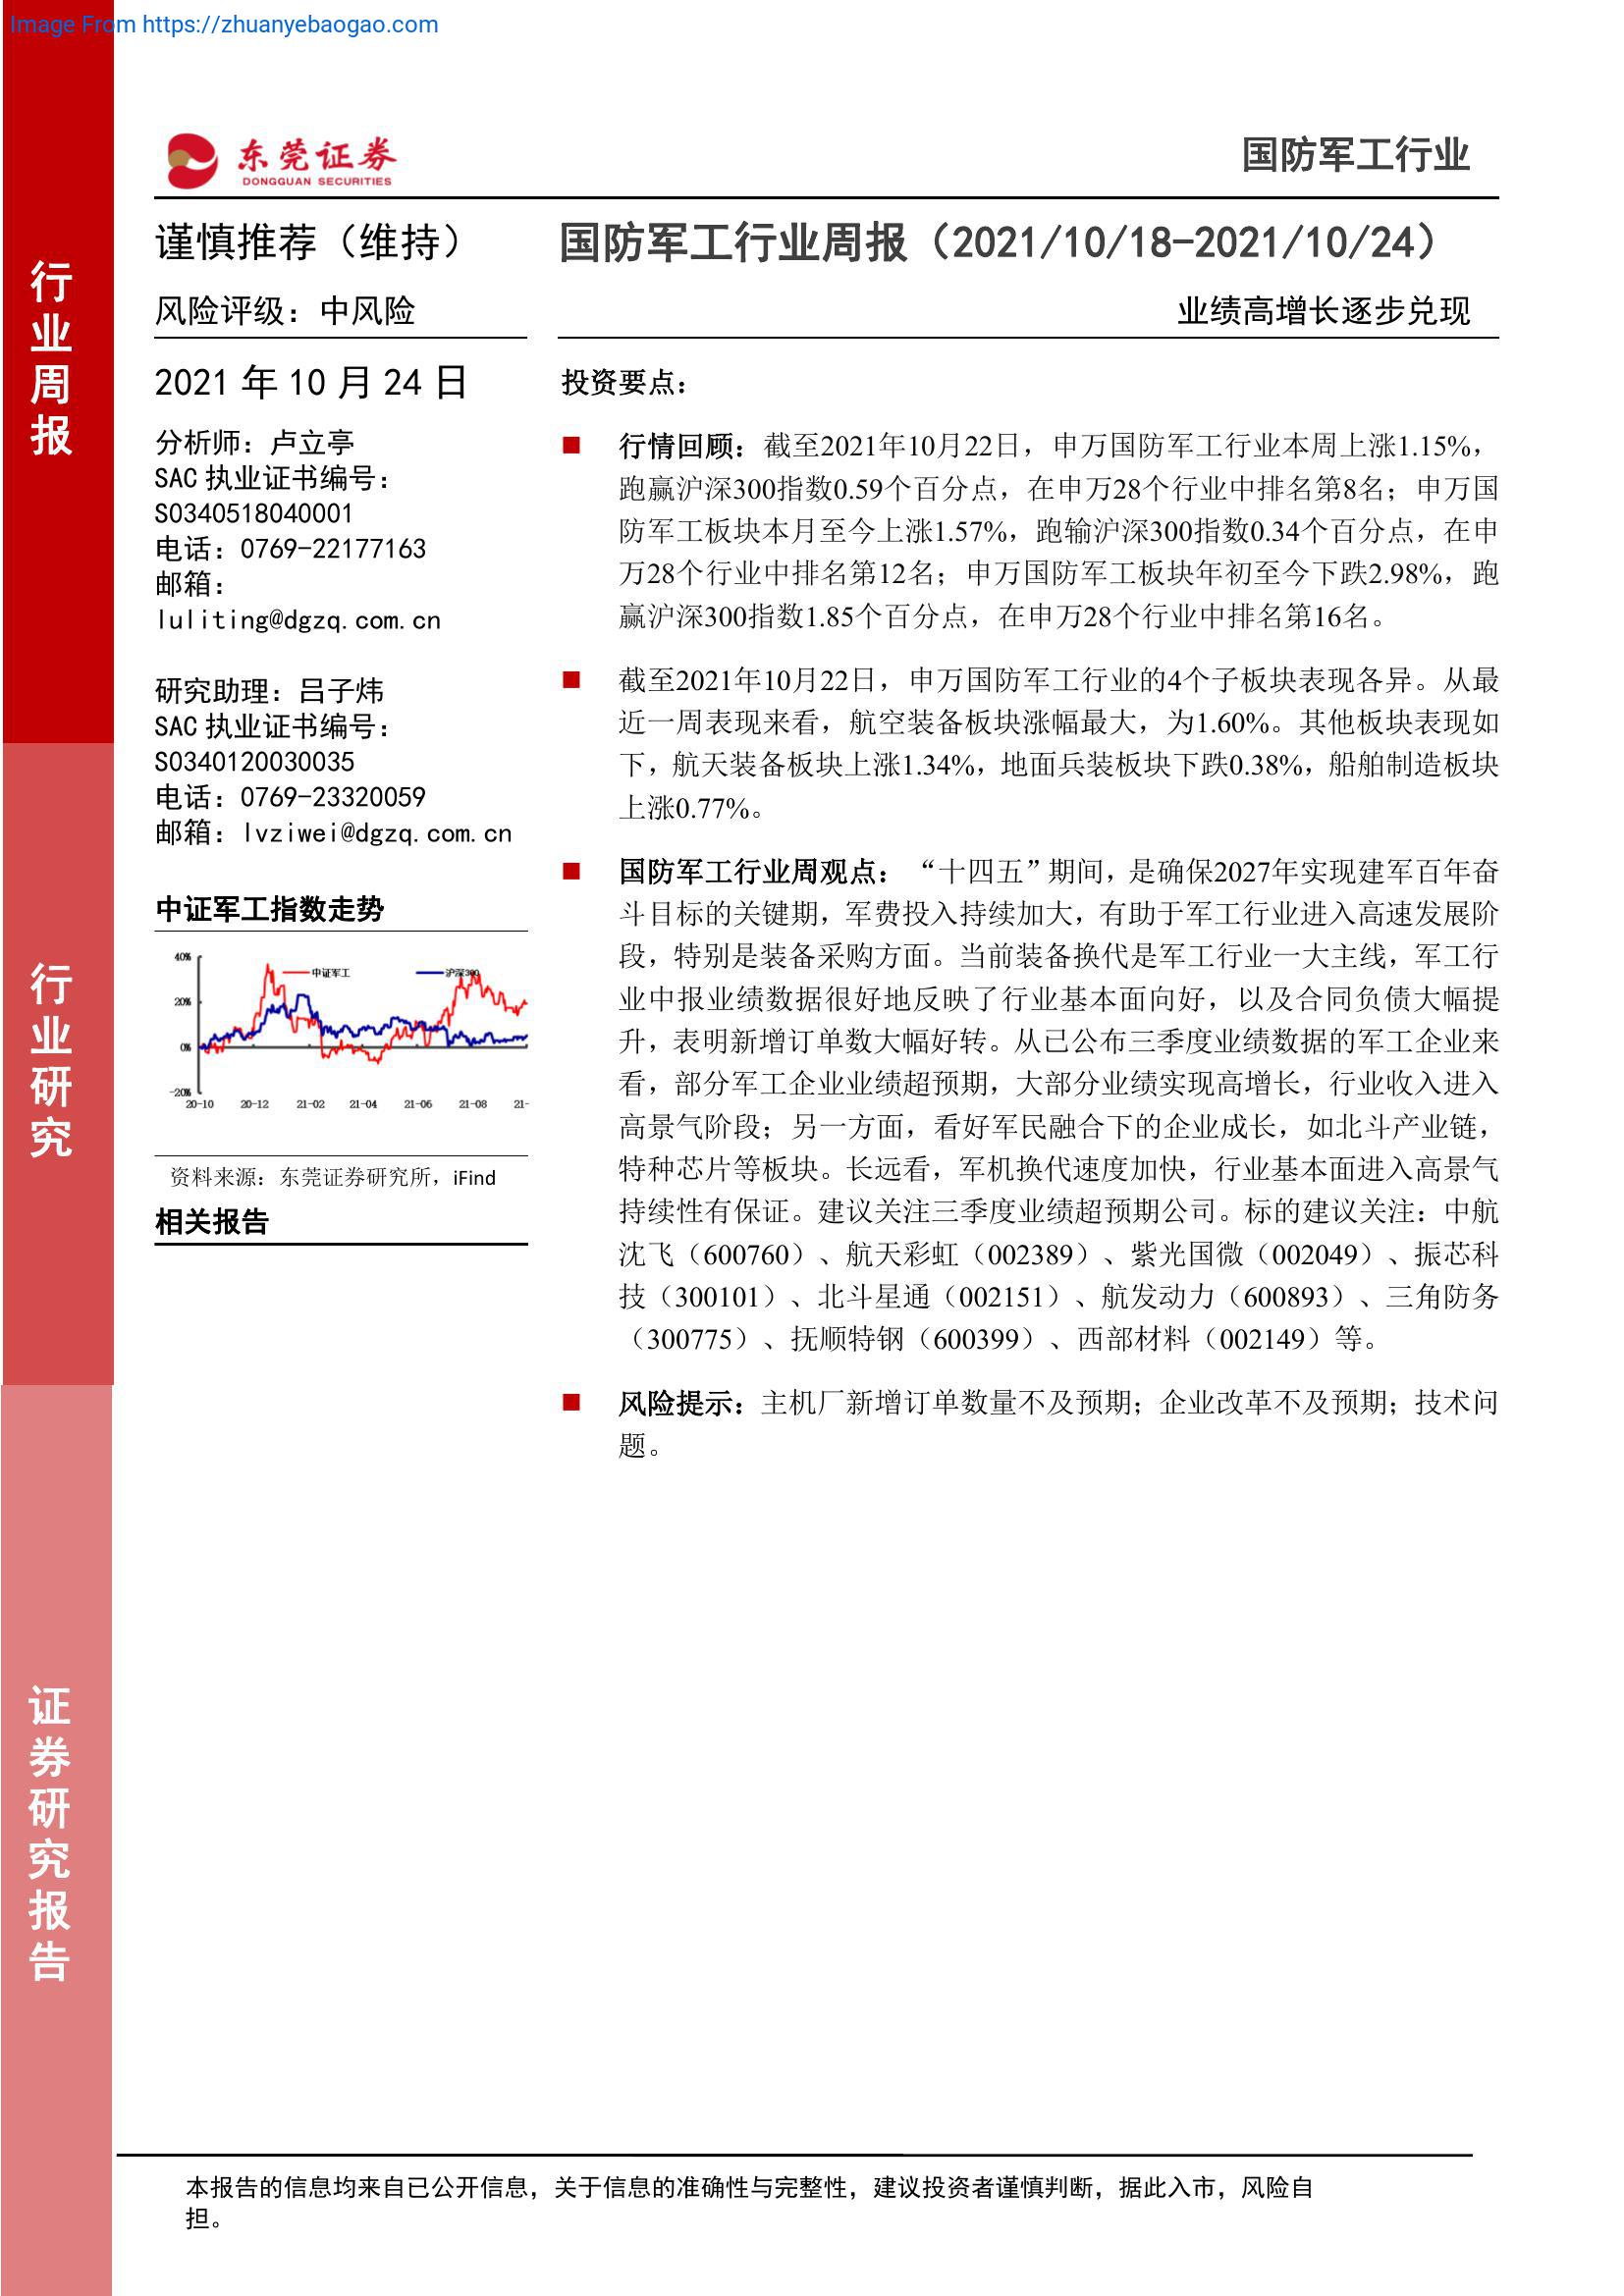 Image From https://zhuanyebaogao.com
东莞证券
DONGGUAN SECURITIES
国防军工行业
行业周报
行业研究
证券研究报告
谨慎推荐（维持）
风险评级：中风险
2021 年 10 月 24 日
分析师：卢立亭
SAC 执业证书编号：
S0340518040001
电话：0769-22177163
邮箱：
luliting@dgzq.com.cn
研究助理：吕子炜
SAC 执业证书编号：
S0340120030035
电话：0769-23320059
邮箱：lvziwei@dgzq.com.cn
中证军工指数走势
中证军工
沪深300
40%
20%
0%
-20%
20-10 20-12 21-02 21-04 21-06 21-08 21-
资料来源：东莞证券研究所，iFind
相关报告
国防军工行业周报（2021/10/18-2021/10/24）
业绩高增长逐步兑现
投资要点：
■ 行情回顾：截至2021年10月22日，申万国防军工行业本周上涨1.15%，
跑赢沪深300指数0.59个百分点，在申万28个行业中排名第8名；申万国
防军工板块本月至今上涨1.57%，跑输沪深300指数0.34个百分点，在申
万28个行业中排名第12名；申万国防军工板块年初至今下跌2.98%，跑
赢沪深300指数1.85个百分点，在申万28个行业中排名第16名。
■ 截至2021年10月22日，申万国防军工行业的4个子板块表现各异。从最
近一周表现来看，航空装备板块涨幅最大，为1.60%。其他板块表现如
下，航天装备板块上涨1.34%，地面兵装板块下跌0.38%，船舶制造板块
上涨0.77%。
■ 国防军工行业周观点：“十四五”期间，是确保2027年实现建军百年奋
斗目标的关键期，军费投入持续加大，有助于军工行业进入高速发展阶
段，特别是装备采购方面。当前装备换代是军工行业一大主线，军工行
业中报业绩数据很好地反映了行业基本面向好，以及合同负债大幅提
升，表明新增订单数大幅好转。从已公布三季度业绩数据的军工企业来
看，部分军工企业业绩超预期，大部分业绩实现高增长，行业收入进入
高景气阶段；另一方面，看好军民融合下的企业成长，如北斗产业链，
特种芯片等板块。长远看，军机换代速度加快，行业基本面进入高景气
持续性有保证。建议关注三季度业绩超预期公司。标的建议关注：中航
沈飞（600760）、航天彩虹（002389）、紫光国微（002049）、振芯科
技（300101）、北斗星通（002151）、航发动力（600893）、三角防务
（300775）、抚顺特钢（600399）、西部材料（002149）等。
■ 风险提示：主机厂新增订单数量不及预期；企业改革不及预期；技术问
题。
本报告的信息均来自已公开信息，关于信息的准确性与完整性，建议投资者谨慎判断，据此入市，风险自
担。